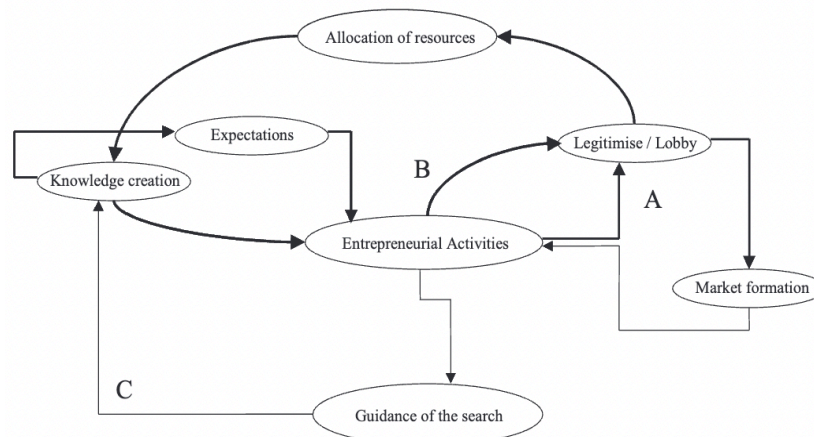 Allocation of resources
Expectations
Legitimise / Lobby
B
Knowledge creation
A
Entrepreneurial Activities
Market formation
C
Guidance of the search